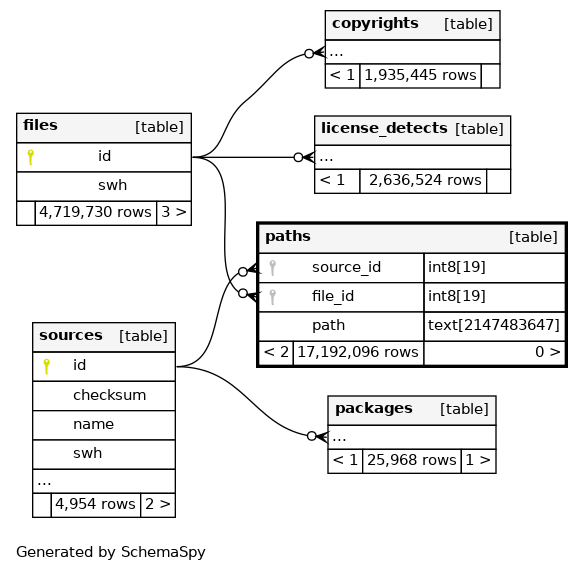 copyrights [table]
...
< 1 1,935,445 rows
files [table]
id
swh
4,719,730 rows 3 >
license_detects [table]
...
< 1 2,636,524 rows
paths [table]
source_id int8[19]
file_id int8[19]
path text[2147483647]
< 2 17,192,096 rows 0 >
sources [table]
id
checksum
name
swh
...
4,954 rows 2 >
packages [table]
...
< 1 25,968 rows 1 >
Generated by SchemaSpy